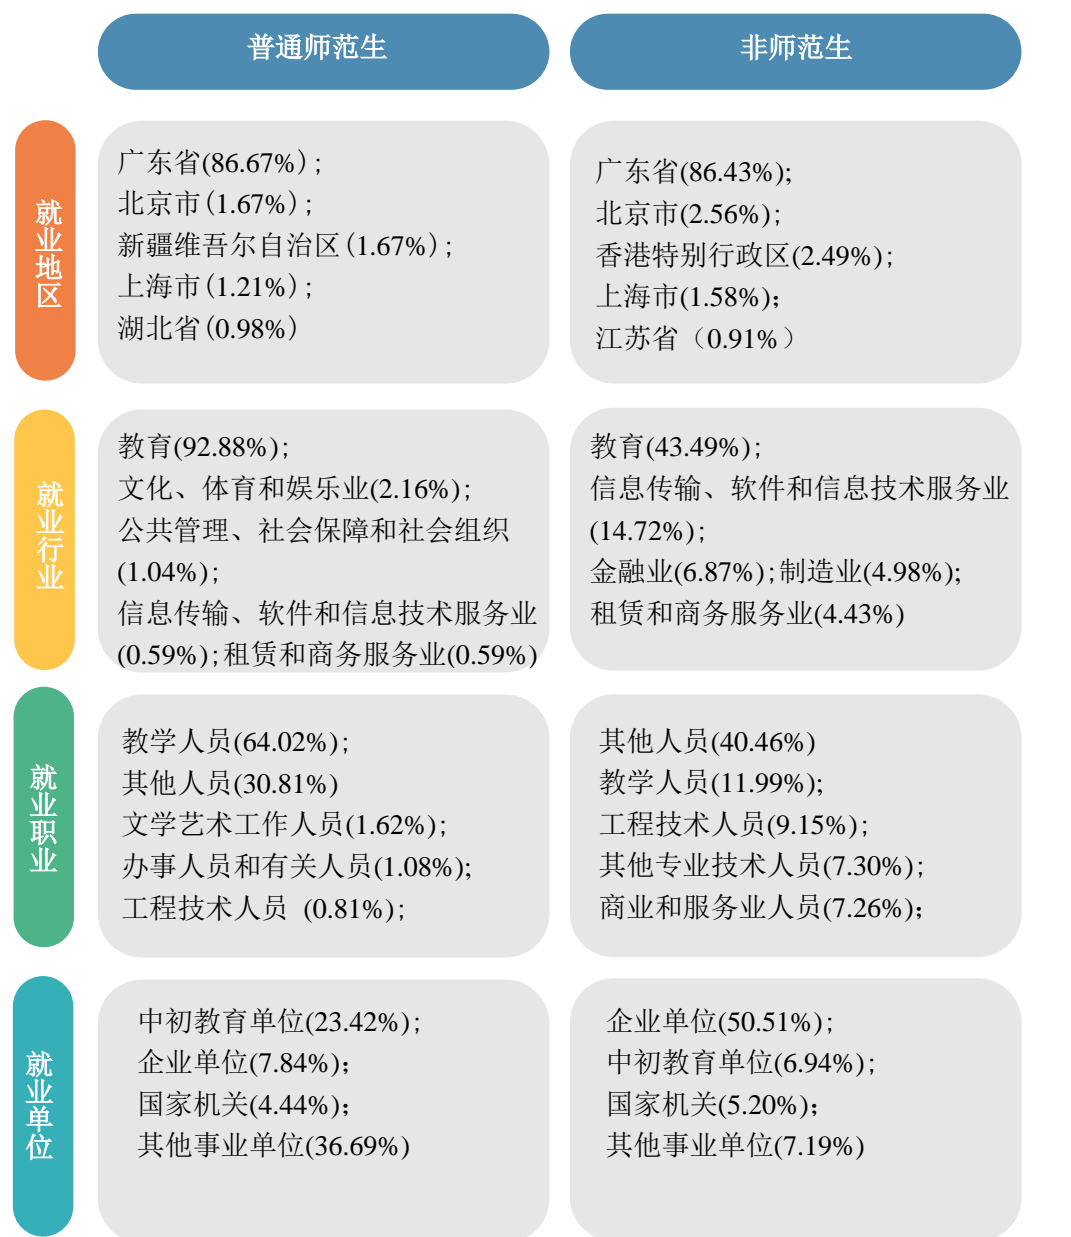 普通师范生
非师范生
就业地区
广东省(86.67%);
北京市(1.67%);
新疆维吾尔自治区(1.67%);
上海市(1.21%);
湖北省(0.98%)
广东省(86.43%);
北京市(2.56%);
香港特别行政区(2.49%);
上海市(1.58%);
江苏省（0.91%）
就业行业
教育(92.88%);
文化、体育和娱乐业(2.16%);
公共管理、社会保障和社会组织
(1.04%);
信息传输、软件和信息技术服务业
(0.59%);租赁和商务服务业(0.59%)
教育(43.49%);
信息传输、软件和信息技术服务业
(14.72%);
金融业(6.87%);制造业(4.98%);
租赁和商务服务业(4.43%)
就业职业
教学人员(64.02%);
其他人员(30.81%)
文学艺术工作人员(1.62%);
办事人员和有关人员(1.08%);
工程技术人员 (0.81%);
其他人员(40.46%)
教学人员(11.99%);
工程技术人员(9.15%);
其他专业技术人员(7.30%);
商业和服务业人员(7.26%);
就业单位
中初教育单位(23.42%);
企业单位(7.84%);
国家机关(4.44%);
其他事业单位(36.69%)
企业单位(50.51%);
中初教育单位(6.94%);
国家机关(5.20%);
其他事业单位(7.19%)